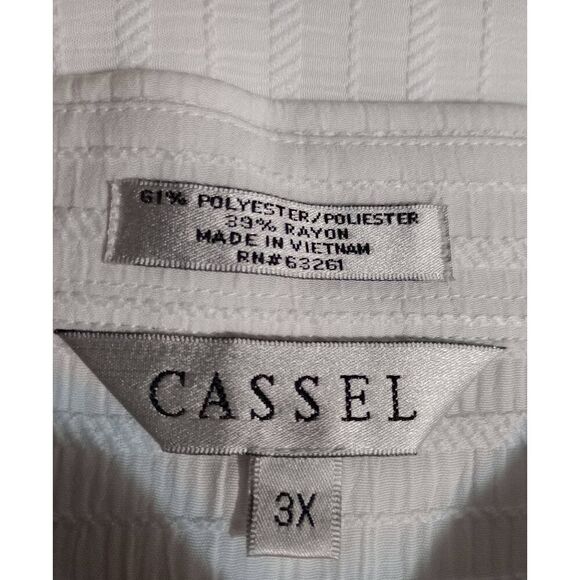 61% POLYESTER/POLIESTER
39% RAYON
MADE IN VIETNAM
RN# 63261
CASSEL
3X